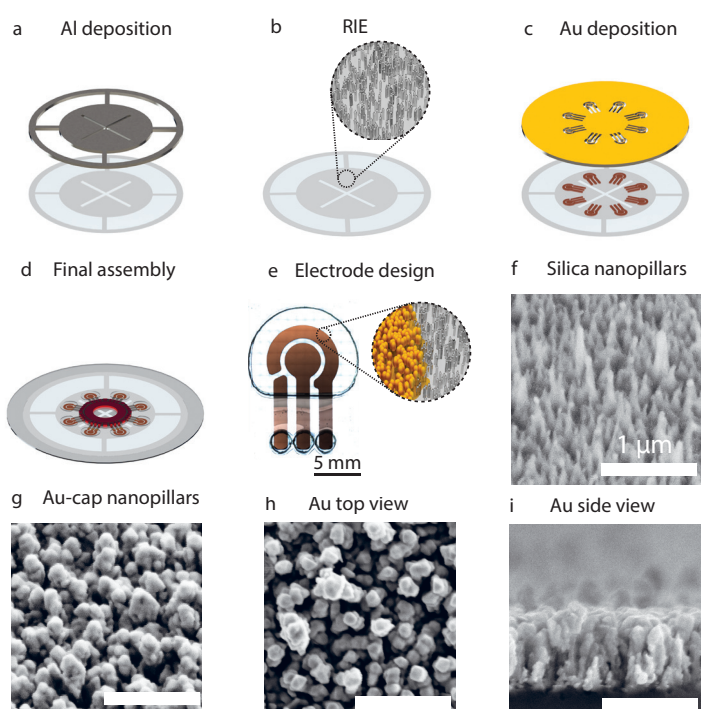 a Al deposition
b RIE
c Au deposition
d Final assembly
e Electrode design
f Silica nanopillars
5 mm
1 μm
g Au-cap nanopillars
h Au top view
i Au side view